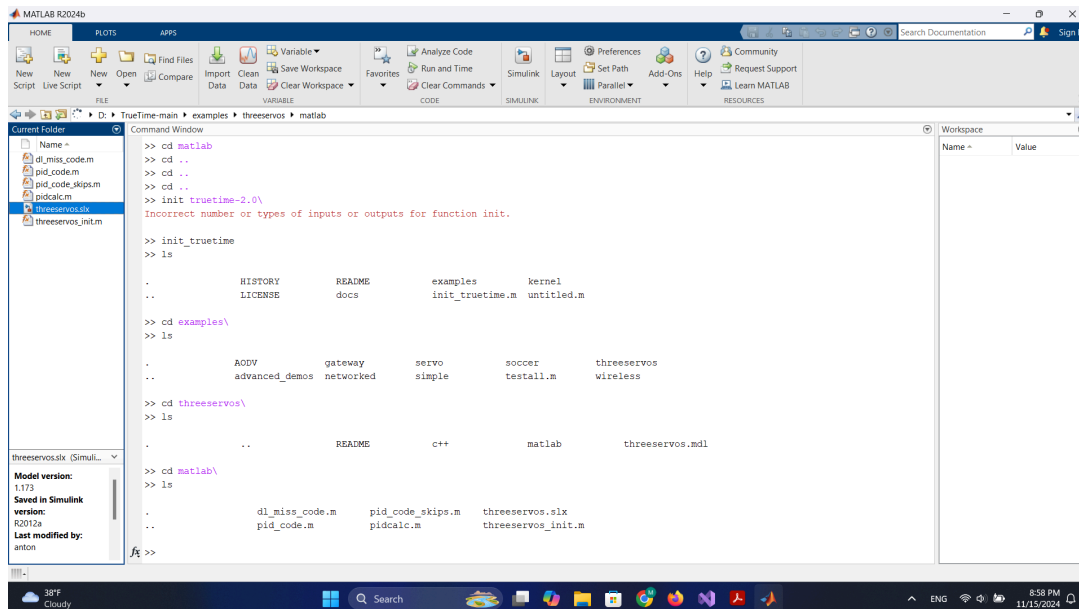 MATLAB R2024b
HOME PLOTS APPS
Search Documentation Sign
New Script
New Live Script
New
Open
Find Files
Compare
Import Data
Clean Data
Variable
Save Workspace
Clear Workspace
Favorites
Analyze Code
Run and Time
Clear Commands
Simulink
Layout
Preferences
Set Path
Parallel
Add-Ons
Help
Community
Request Support
Learn MATLAB
FILE VARIABLE CODE SIMULINK ENVIRONMENT RESOURCES
D: TrueTime-main examples threeservos matlab
Current Folder
Name
dl_miss_code.m
pid_code.m
pid_code_skips.m
pidcalc.m
threeservos.slx
threeservos_init.m
threeservos.slx (Simuli...
Model version:
1.173
Saved in Simulink
version:
R2012a
Last modified by:
anton
Command Window
>> cd matlab
>> cd ..
>> cd ..
>> cd ..
>> init truetime-2.0\
Incorrect number or types of inputs or outputs for function init.
>> init_truetime
>> ls
. HISTORY README examples kernel
.. LICENSE docs init_truetime.m untitled.m
>> cd examples\
>> ls
. AODV gateway servo soccer threeservos
.. advanced_demos networked simple testall.m wireless
>> cd threeservos\
>> ls
. .. README c++ matlab threeservos.mdl
>> cd matlab\
>> ls
. dl_miss_code.m pid_code_skips.m threeservos.slx
.. pid_code.m pidcalc.m threeservos_init.m
fx >>
Workspace
Name Value
38°F
Cloudy
Search
ENG
8:58 PM
11/15/2024